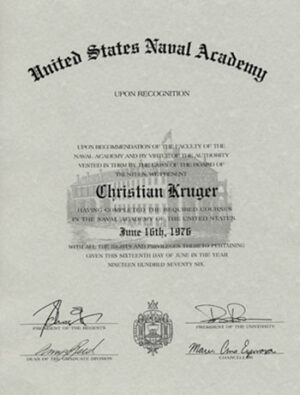 United States Naval Academy
UPON RECOGNITION
UPON RECOMMENDATION OF THE FACULTY OF THE
NAVAL ACADEMY AND BY VIRTUE OF THE AUTHORITY
VESTED IN THEM BY THE LAWS OF THE BOARD OF
TRUSTEES, WE PRESENT
Christian Kruger
HAVING COMPLETED THE REQUIRED COURSES
IN THE NAVAL ACADEMY OF THE UNITED STATES
June 16th, 1976
WITH ALL THE RIGHTS AND PRIVILEGES THERETO PERTAINING
GIVEN THIS SIXTEENTH DAY OF JUNE IN THE YEAR
NINETEEN HUNDRED SEVENTY SIX.
PRESIDENT OF THE REGENTS
PRESIDENT OF THE UNIVERSITY
DEAN OF THE GRADUATE DIVISION
CHANCELLOR